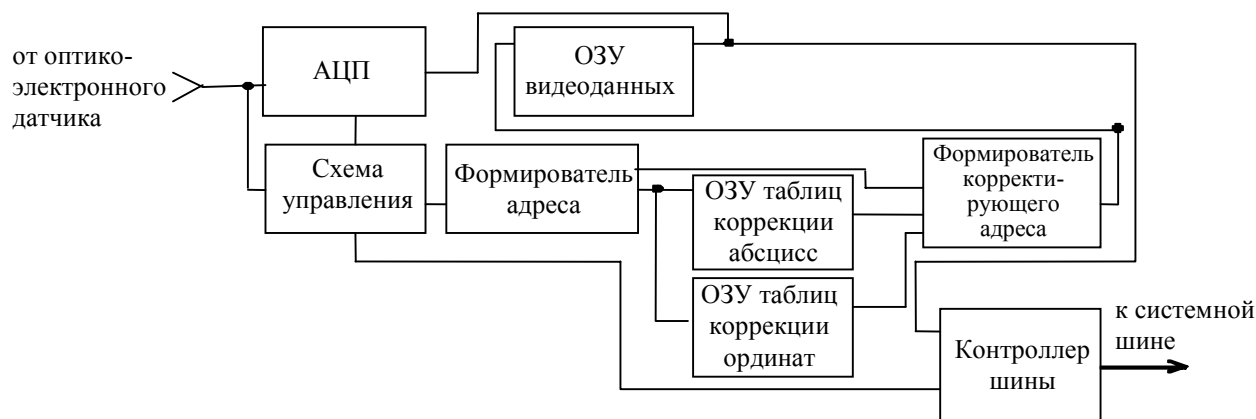 от оптико-
электронного
датчика
АЦП
ОЗУ
видеоданных
Схема
управления
Формирователь
адреса
ОЗУ таблиц
коррекции
абсцисс
Формирователь
корректи-
рующего
адреса
ОЗУ таблиц
коррекции
ординат
Контроллер
шины
к системной
шине